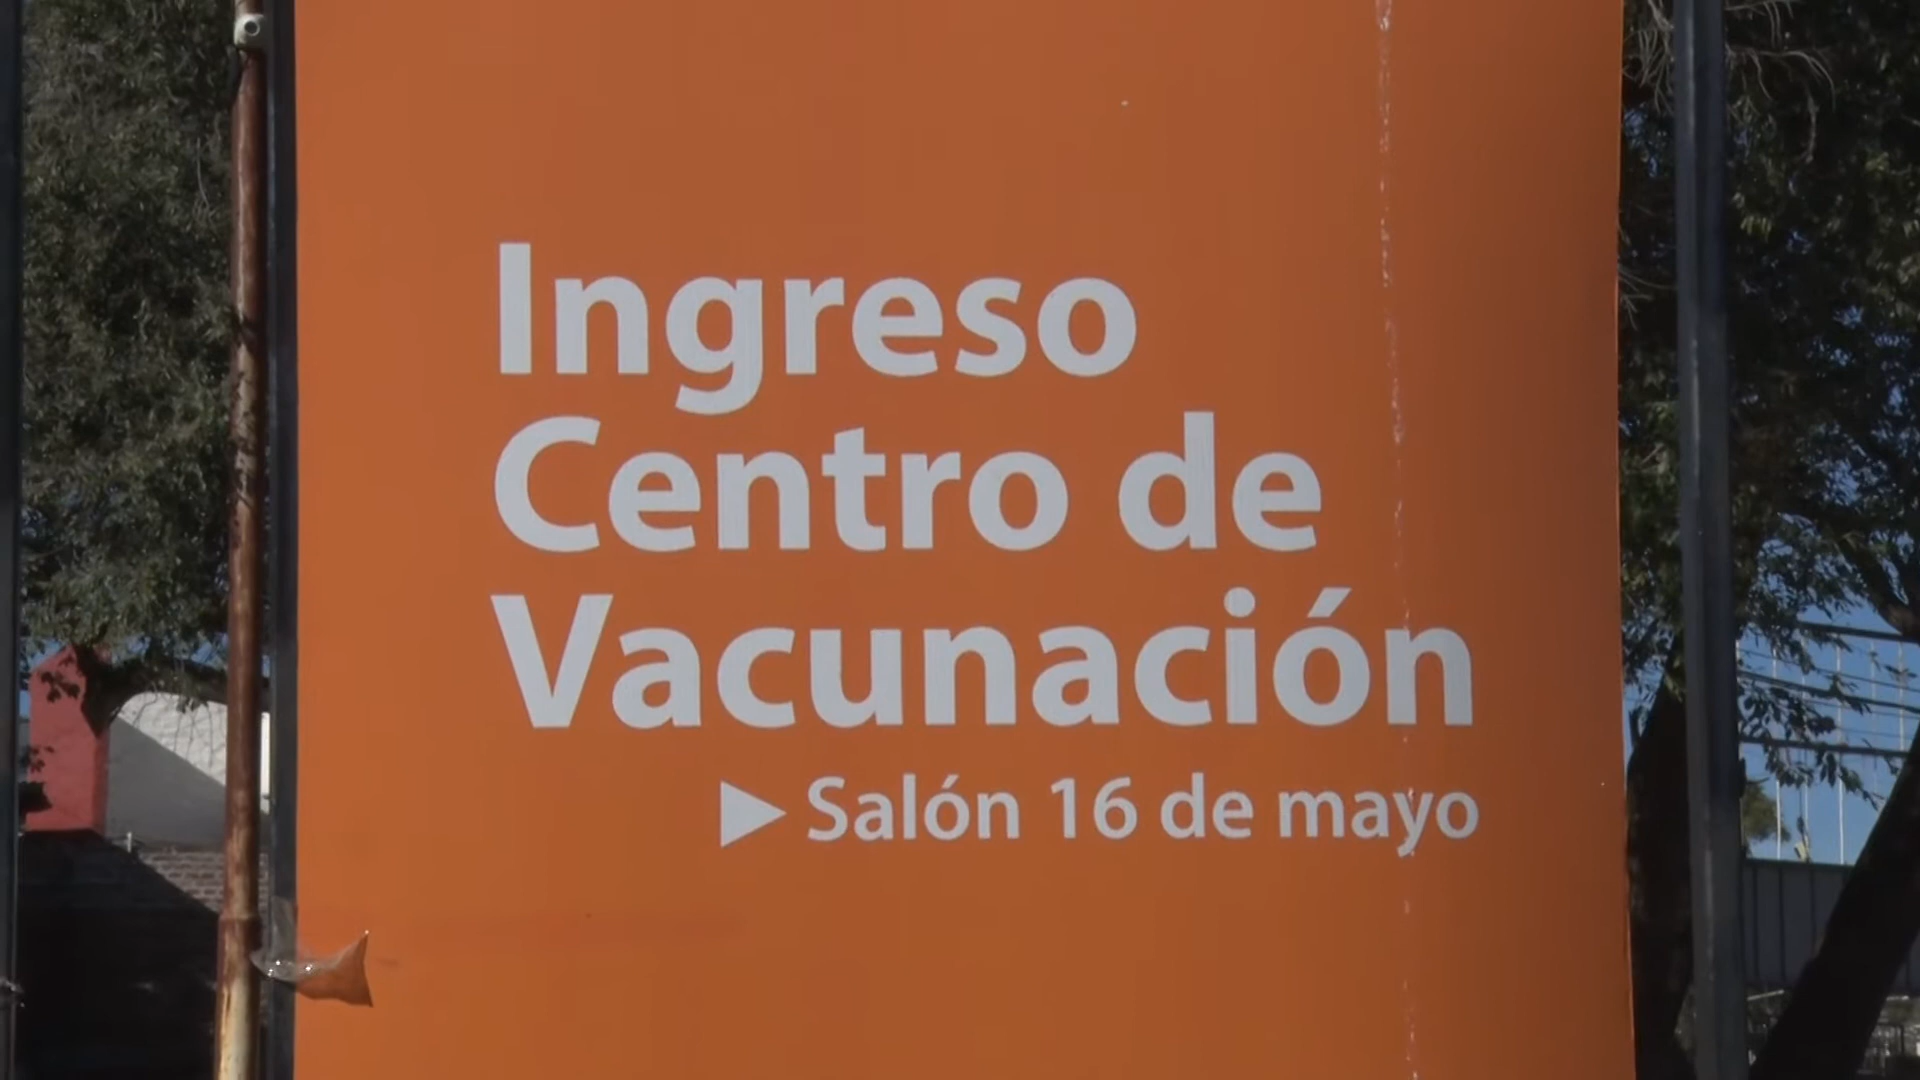 Ingreso
Centro de
Vacunación
▶ Salón 16 de mayo